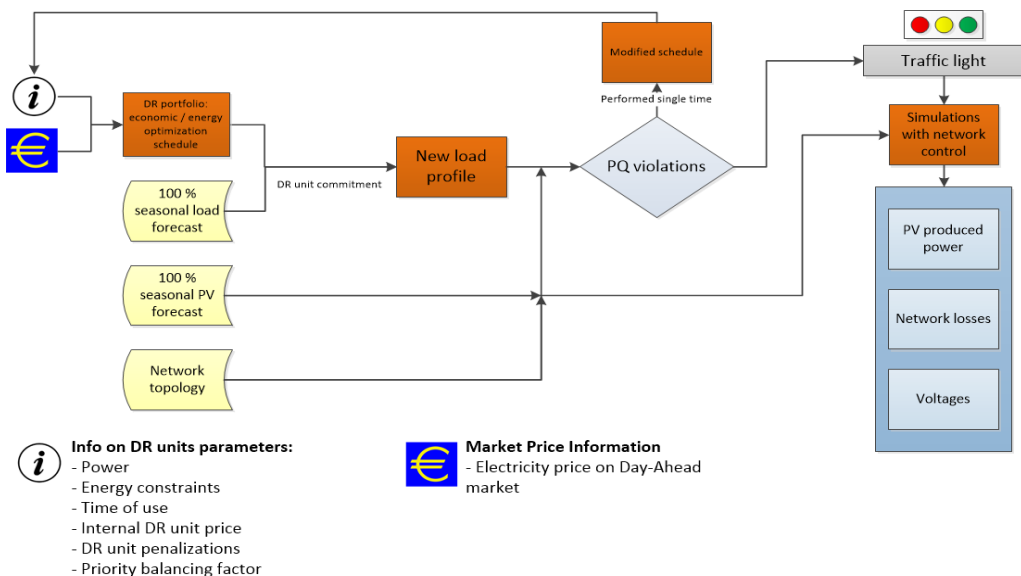 Modified schedule
Traffic light
Performed single time
DR portfolio:
economic / energy
optimization
schedule
Simulations
with network
control
New load
profile
PQ violations
DR unit commitment
100 %
seasonal load
forecast
PV produced
power
100 %
seasonal PV
forecast
Network losses
Network
topology
Voltages
i
Info on DR units parameters:
- Power
- Energy constraints
- Time of use
- Internal DR unit price
- DR unit penalizations
- Priority balancing factor
€
Market Price Information
- Electricity price on Day-Ahead
market
i
€